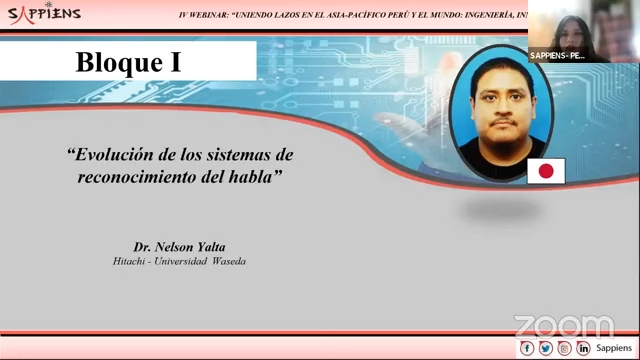 SAPPIENS
IV WEBINAR: “UNIENDO LAZOS EN EL ASIA-PACÍFICO PERÚ Y EL MUNDO: INGENIERÍA,
SAPPIENS- PE...
Bloque I
“Evolución de los sistemas de
reconocimiento del habla”
Dr. Nelson Yalta
Hitachi - Universidad Waseda
zoom
Sappiens